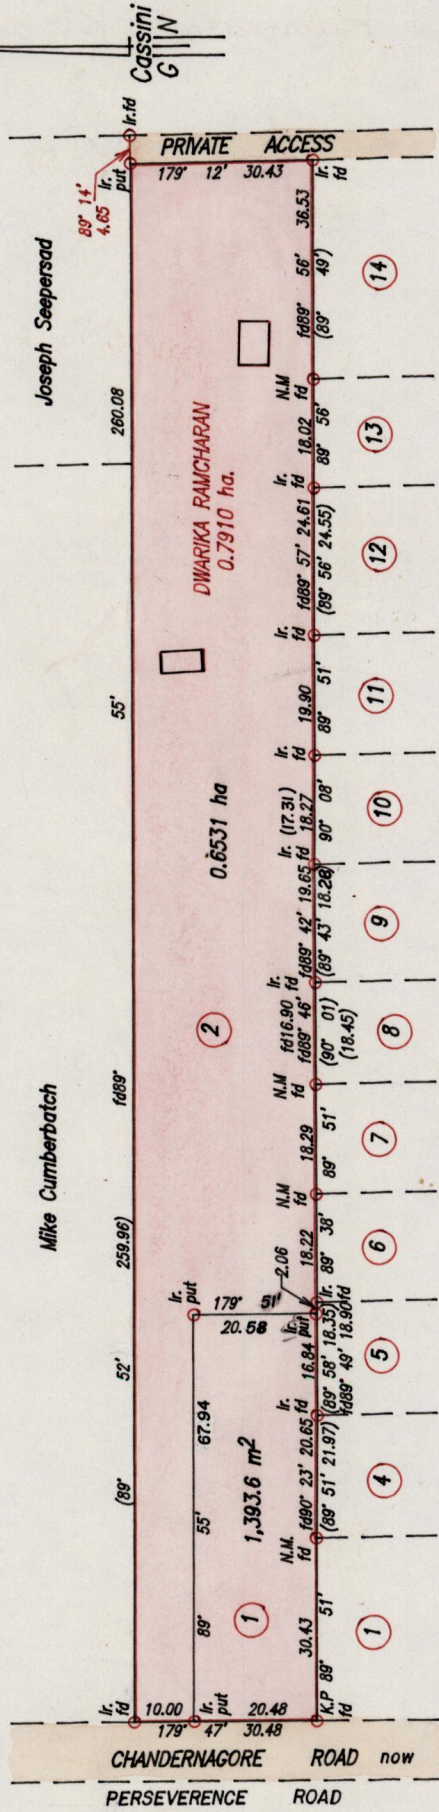 Cassini
G N
Ir.fd
PRIVATE ACCESS
Ir. put
179° 12' 30.43
Ir. fd
89° 14'
4.65
Joseph Seepersad
260.08
DWARIKA RAMCHARAN
0.7910 ha.
36.53
fd89° 56'
(89° 49')
14
N.M fd
18.02
89° 56'
13
Ir. fd
fd89° 57' 24.61
(89° 56' 24.55)
12
Ir. fd
19.90
89° 51'
11
55'
0.6531 ha
Ir. fd
(17.31)
18.27
90° 08'
10
Ir. fd
fd89° 42' 19.65
(89° 43' 18.28)
9
Ir. fd
fd16.90
fd89° 46'
(90° 01')
(18.45)
8
2
N.M fd
18.29
89° 51'
7
Mike Cumberbatch
fd89°
259.96)
N.M fd
18.22
89° 38'
6
Ir. put
179° 51'
20.58
2.06
Ir. fd
Ir. put
16.84
(89° 58' 18.35)
fd89° 49' 18.90
5
52'
67.94
1,393.6 m2
Ir. fd
fd90° 23' 20.65
(89° 51' 21.97)
4
(89°
55'
89°
1
N.M. fd
30.43
89° 51'
1
Ir. fd
10.00
Ir. put
20.48
179° 47' 30.48
K.P fd
CHANDERNAGORE ROAD now
PERSEVERENCE ROAD